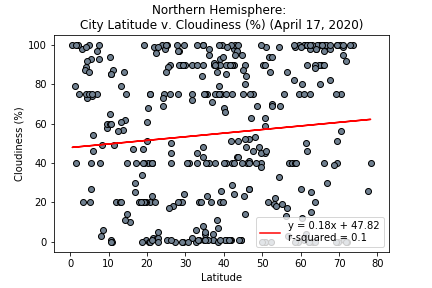 Northern Hemisphere:
City Latitude v. Cloudiness (%) (April 17, 2020)
100
80
60
40
20
0
Cloudiness (%)
y = 0.18x + 47.82
r-squared = 0.1
0 10 20 30 40 50 60 70 80
Latitude